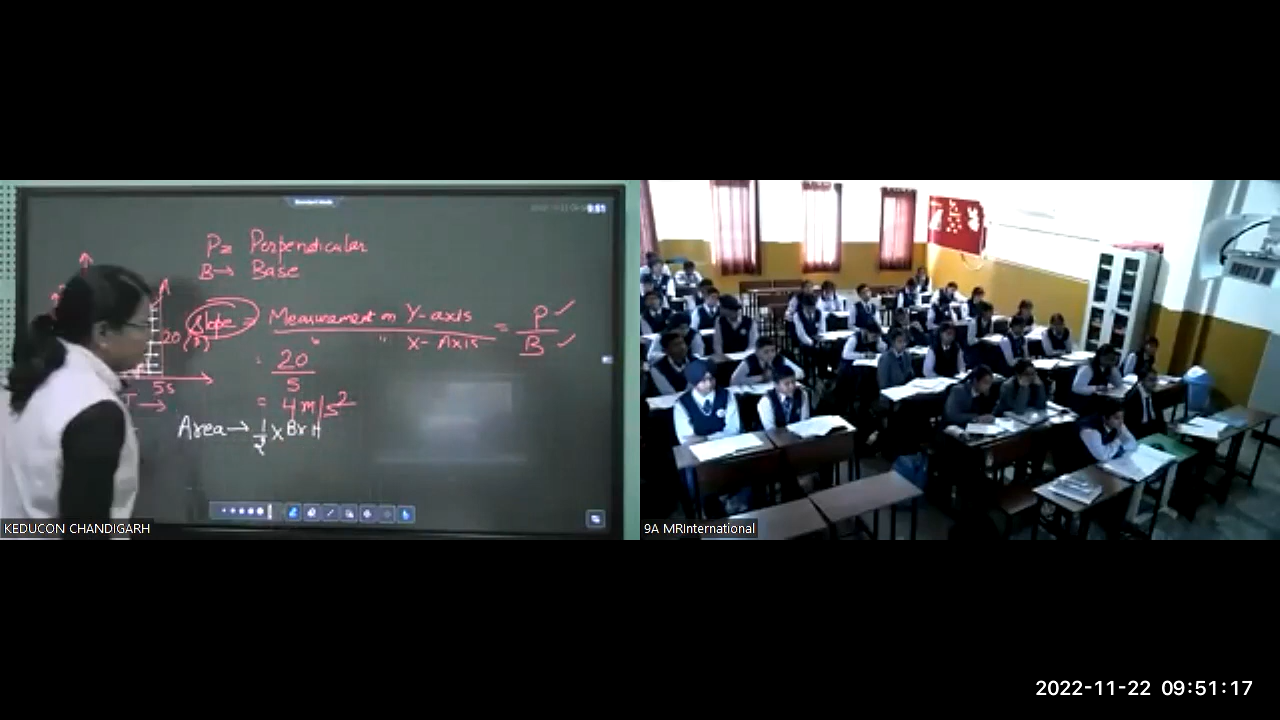 P= Perpendicular
B→ Base
Slope = Measurement on Y-axis = P ✓
" " X-Axis B ✓
20 (P)
= 20
5
= 4 m/s²
5s
T →
Area → 1/2 x B x H
KEDUCON CHANDIGARH
9A MRInternational
2022-11-22 09:51:17